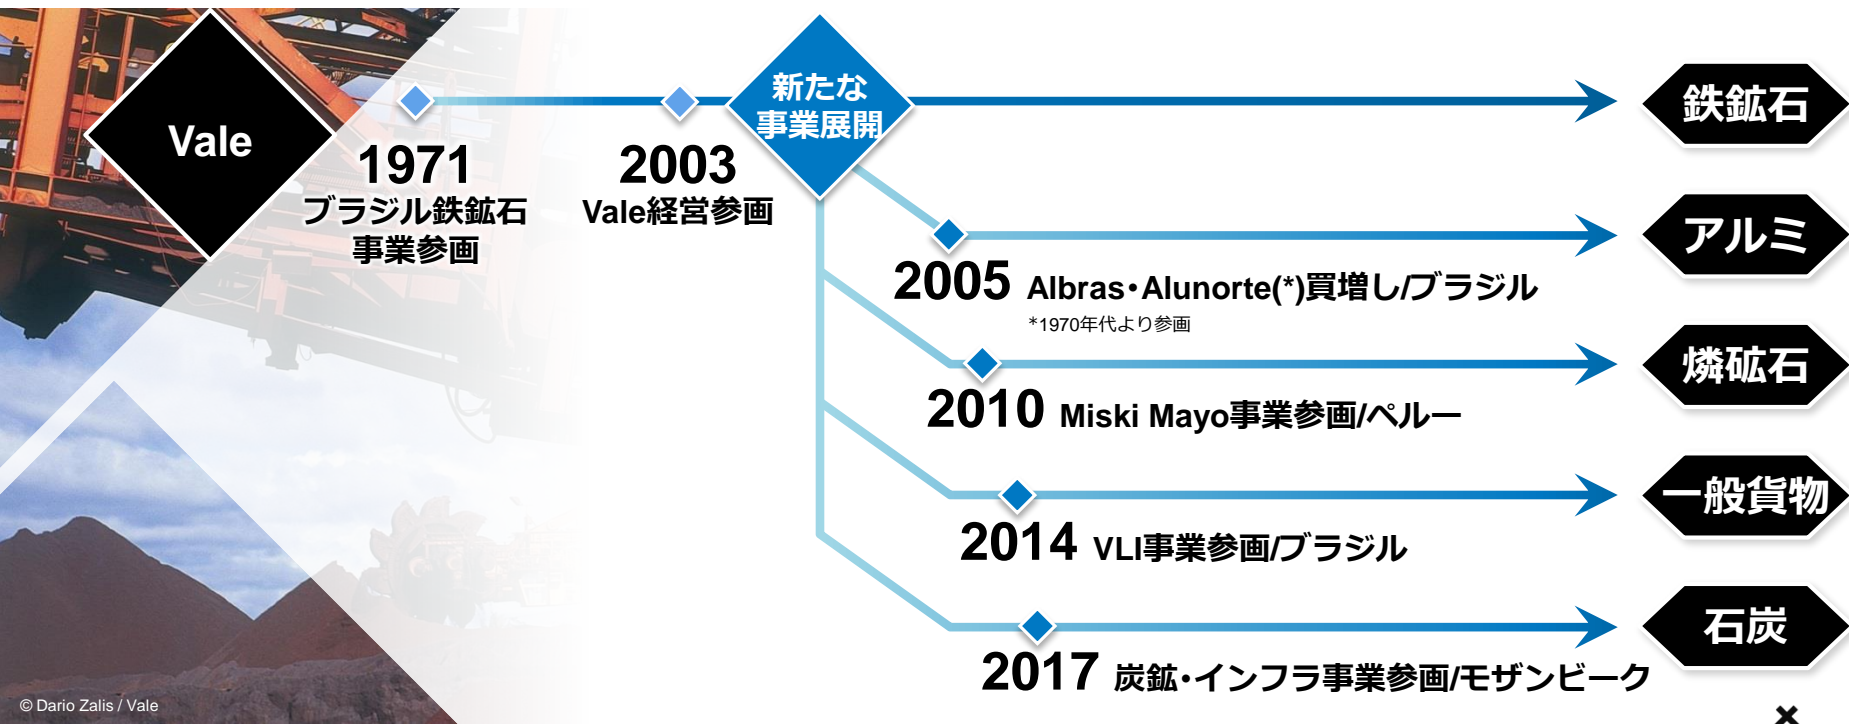 Vale
1971
ブラジル鉄鉱石
事業参画
2003
Vale経営参画
新たな
事業展開
鉄鉱石
アルミ
2005 Albras・Alunorte(*)買増し/ブラジル
*1970年代より参画
燐砿石
2010 Miski Mayo事業参画/ペルー
一般貨物
2014 VLI事業参画/ブラジル
石炭
2017 炭鉱・インフラ事業参画/モザンビーク
© Dario Zalis / Vale